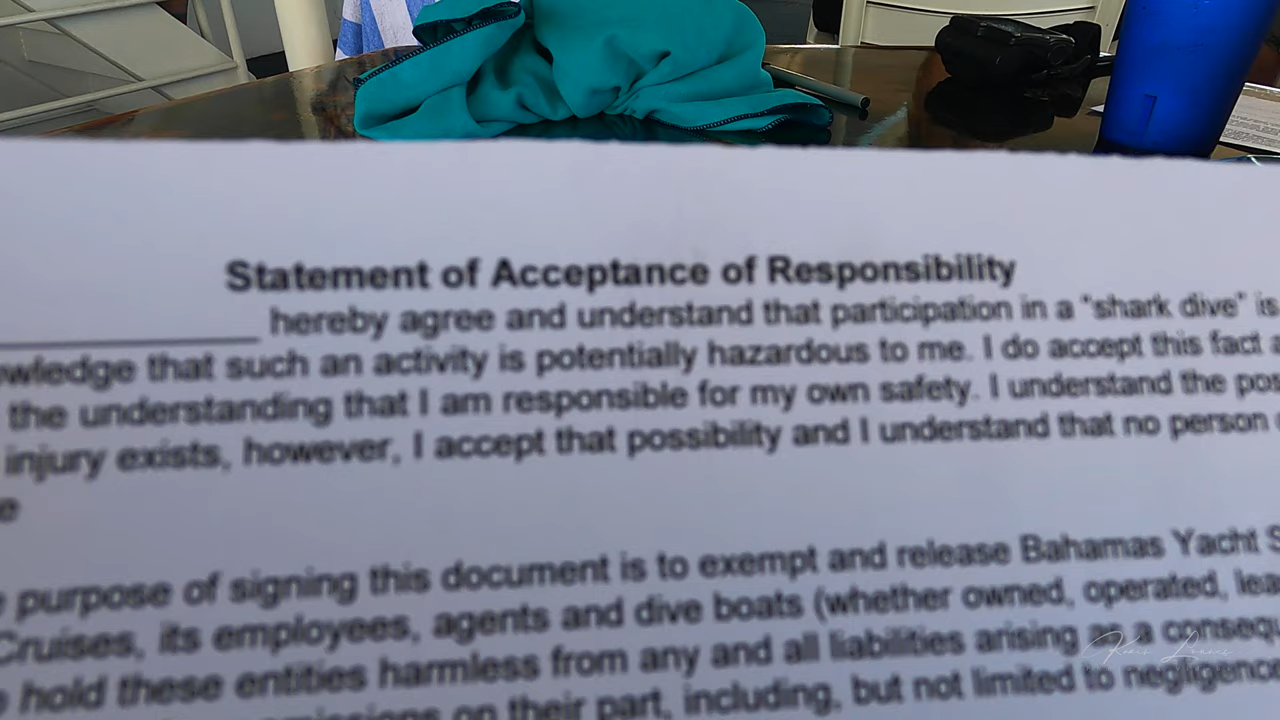 Statement of Acceptance of Responsibility
hereby agree and understand that participation in a "shark dive" is
wledge that such an activity is potentially hazardous to me. I do accept this fact a
the understanding that I am responsible for my own safety. I understand the pos
injury exists, however, I accept that possibility and I understand that no person
e
purpose of signing this document is to exempt and release Bahamas Yacht S
Cruises, its employees, agents and dive boats (whether owned, operated, lea
hold these entities harmless from any and all liabilities arising as a consequ
omissions on their part, including, but not limited to negligence